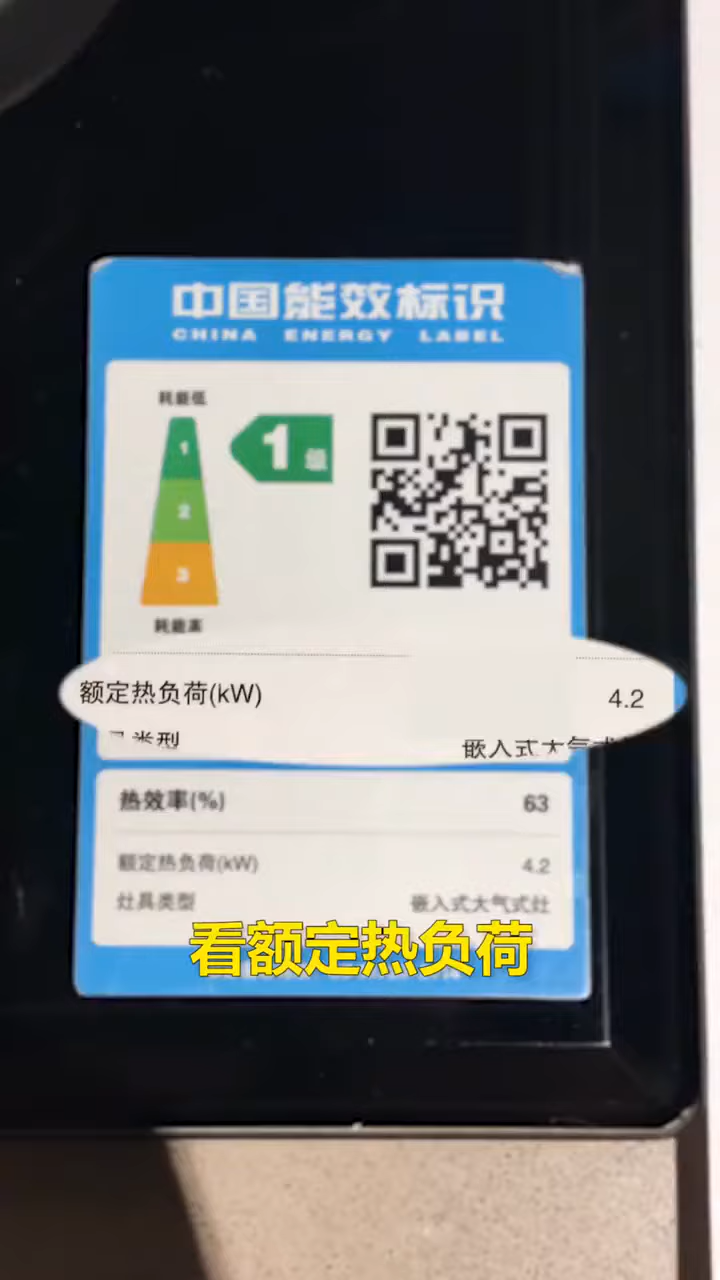 中国能效标识
CHINA ENERGY LABEL
耗能低
1
2
3
1级
耗能高
额定热负荷(kW) 4.2
嵌入式大气式
热效率(%) 63
额定热负荷(kW) 4.2
灶具类型 嵌入式大气式灶
看额定热负荷